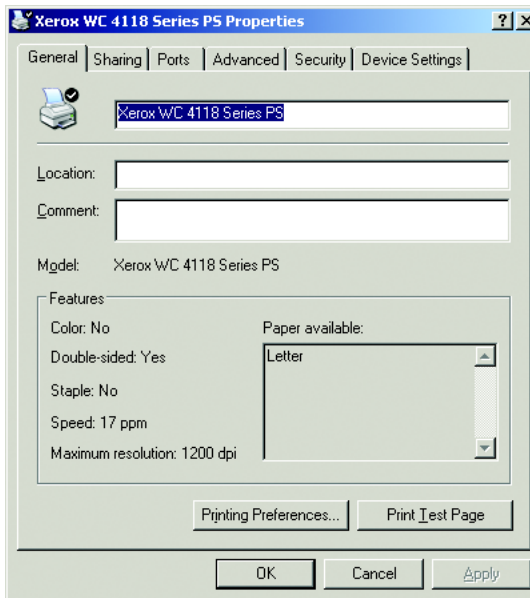 Xerox WC 4118 Series PS Properties
General Sharing Ports Advanced Security Device Settings
Xerox WC 4118 Series PS
Location:
Comment:
Model: Xerox WC 4118 Series PS
Features
Color: No Paper available:
Double-sided: Yes Letter
Staple: No
Speed: 17 ppm
Maximum resolution: 1200 dpi
Printing Preferences... Print Test Page
OK Cancel Apply